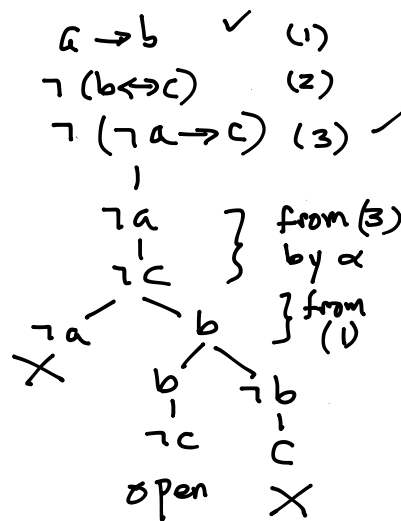 a → b ✓ (1)
¬ (b ↔ c) (2)
¬ (¬ a → c) (3) ✓
¬ a } from (3)
¬ c by α
¬ a b } from (1)
✗ b ¬ b
¬ c c
open ✗